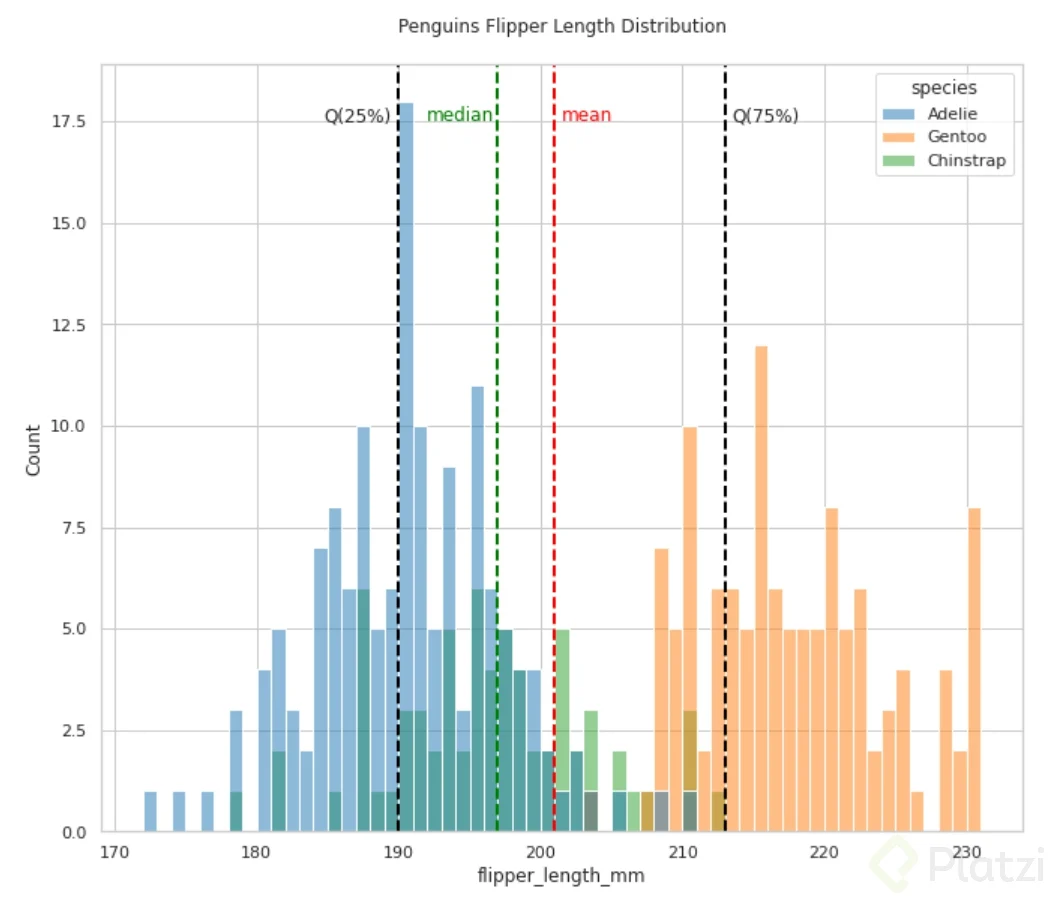 Penguins Flipper Length Distribution
Q(25%) median mean Q(75%)
species
Adelie
Gentoo
Chinstrap
17.5
15.0
12.5
10.0
7.5
5.0
2.5
0.0
Count
170 180 190 200 210 220 230
flipper_length_mm
Platzi